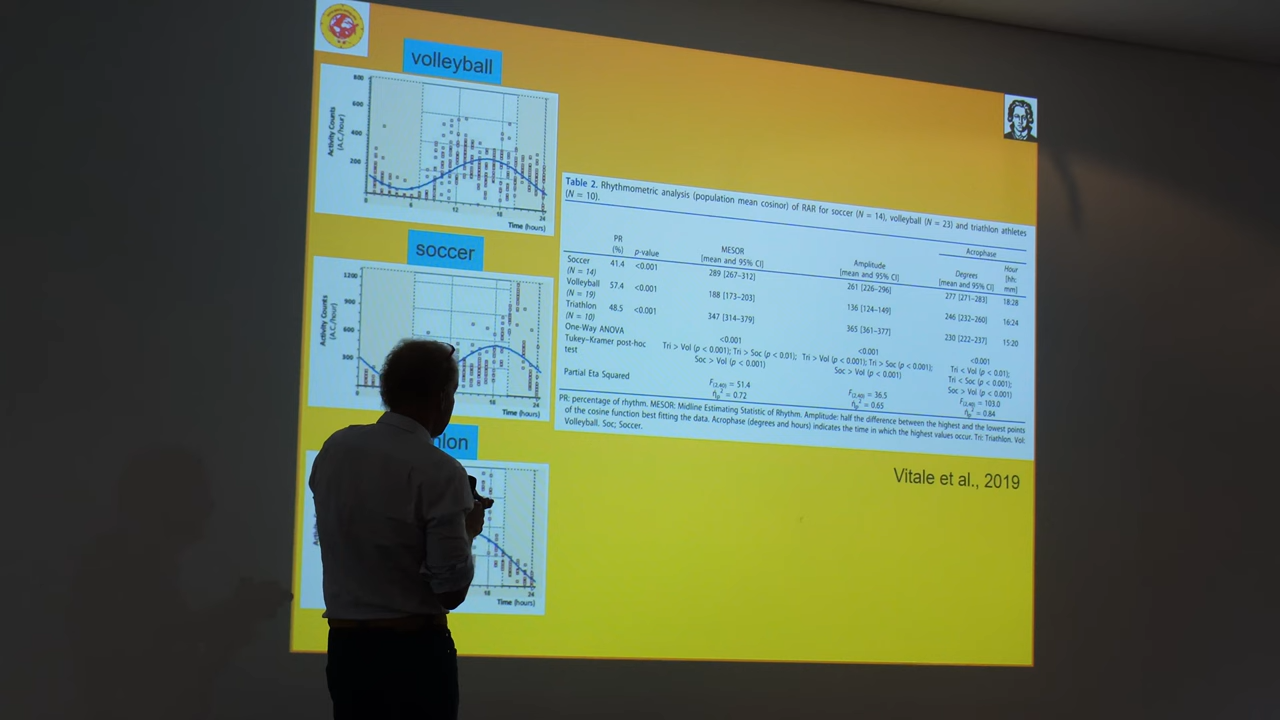 volleyball
800
600
400
200
Activity Counts
(A.C./hour)
0
6
12
18
24
Time (hours)
soccer
1200
900
600
300
Activity Counts
(A.C./hour)
0
18
24
Time (hours)
lon
18
24
Time (hours)
Table 2. Rhythmometric analysis (population mean cosinor) of RAR for soccer (N = 14), volleyball (N = 23) and triathlon athletes
(N = 10).
Acrophase
PR (%) p-value MESOR [mean and 95% CI] Amplitude [mean and 95% CI] Degrees [mean and 95% CI] Hour [hh: mm]
Soccer (N = 14) 41.4 <0.001 289 [267–312] 261 [226–296] 277 [271–283] 18:28
Volleyball (N = 19) 57.4 <0.001 188 [173–203] 136 [124–149] 246 [232–260] 16:24
Triathlon (N = 10) 48.5 <0.001 347 [314–379] 365 [361–377] 230 [222–237] 15:20
One-Way ANOVA <0.001 <0.001 <0.001
Tukey–Kramer post-hoc test Tri > Vol (p < 0.001); Tri > Soc (p < 0.01); Soc > Vol (p < 0.001) Tri > Vol (p < 0.001); Tri > Soc (p < 0.001); Soc > Vol (p < 0.001) Tri < Vol (p < 0.01); Tri < Soc (p < 0.001); Soc > Vol (p < 0.001)
Partial Eta Squared F(2,40) = 51.4 η̂p² = 0.72 F(2,40) = 36.5 η̂p² = 0.65 F(2,40) = 103.0 η̂p² = 0.84
PR: percentage of rhythm. MESOR: Midline Estimating Statistic of Rhythm. Amplitude: half the difference between the highest and the lowest points
of the cosine function best fitting the data. Acrophase (degrees and hours) indicates the time in which the highest values occur. Tri: Triathlon. Vol:
Volleyball. Soc; Soccer.
Vitale et al., 2019